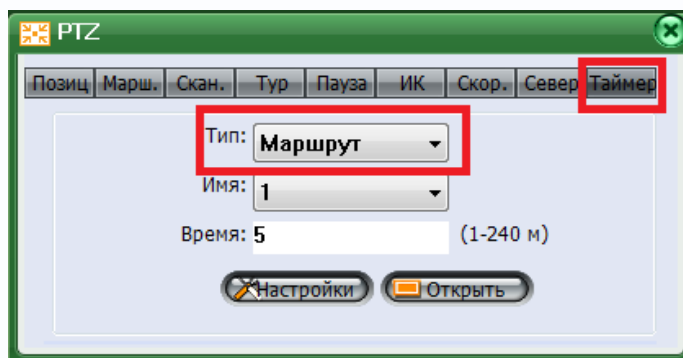 PTZ
Позиц Марш. Скан. Тур Пауза ИК Скор. Север Таймер
Тип: Маршрут
Имя: 1
Время: 5 (1-240 м)
Настройки Открыть